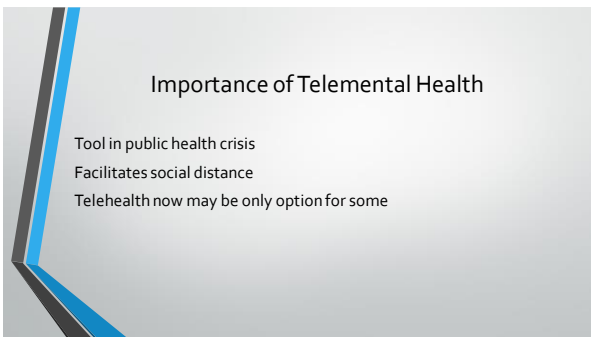 Importance of Telemental Health
Tool in public health crisis
Facilitates social distance
Telehealth now may be only option for some